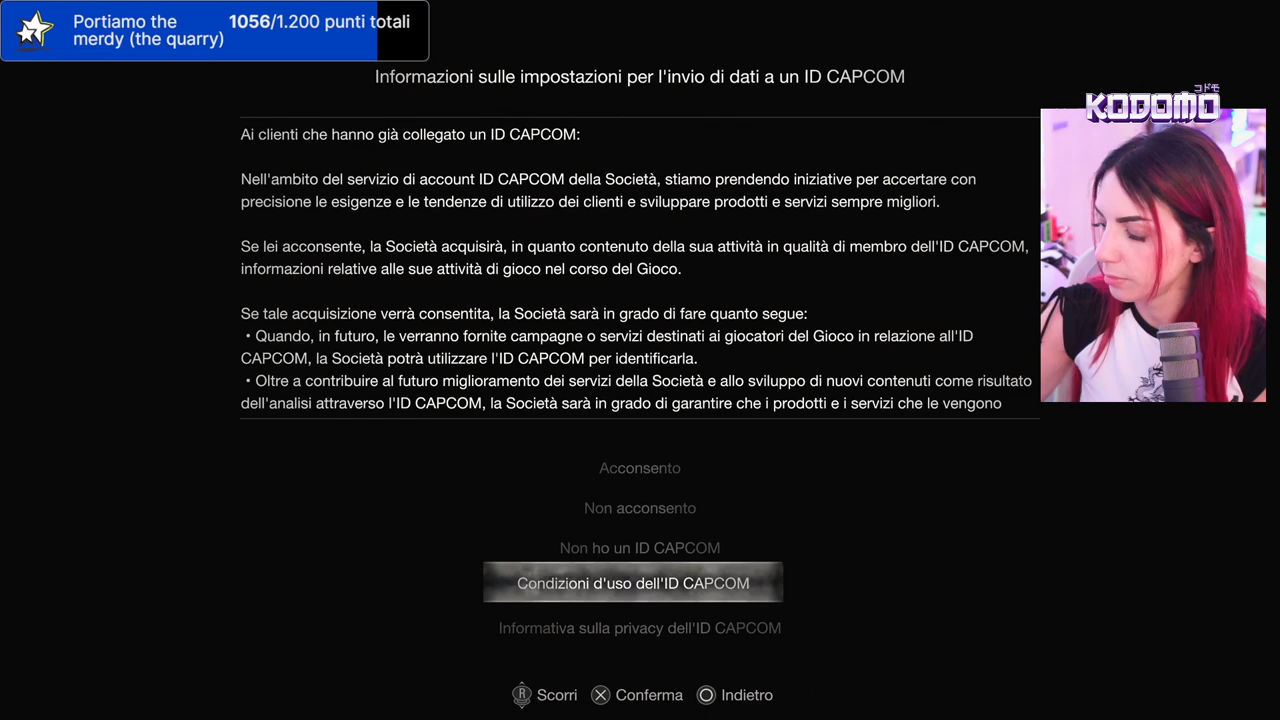 Portiamo the
merdy (the quarry)
1056/1.200 punti totali
Informazioni sulle impostazioni per l'invio di dati a un ID CAPCOM
コドモ
KODOMO
Ai clienti che hanno già collegato un ID CAPCOM:
Nell'ambito del servizio di account ID CAPCOM della Società, stiamo prendendo iniziative per accertare con
precisione le esigenze e le tendenze di utilizzo dei clienti e sviluppare prodotti e servizi sempre migliori.
Se lei acconsente, la Società acquisirà, in quanto contenuto della sua attività in qualità di membro dell'ID CAPCOM,
informazioni relative alle sue attività di gioco nel corso del Gioco.
Se tale acquisizione verrà consentita, la Società sarà in grado di fare quanto segue:
・Quando, in futuro, le verranno fornite campagne o servizi destinati ai giocatori del Gioco in relazione all'ID
CAPCOM, la Società potrà utilizzare l'ID CAPCOM per identificarla.
・Oltre a contribuire al futuro miglioramento dei servizi della Società e allo sviluppo di nuovi contenuti come risultato
dell'analisi attraverso l'ID CAPCOM, la Società sarà in grado di garantire che i prodotti e i servizi che le vengono
Acconsento
Non acconsento
Non ho un ID CAPCOM
Condizioni d'uso dell'ID CAPCOM
Informativa sulla privacy dell'ID CAPCOM
R Scorri Conferma Indietro